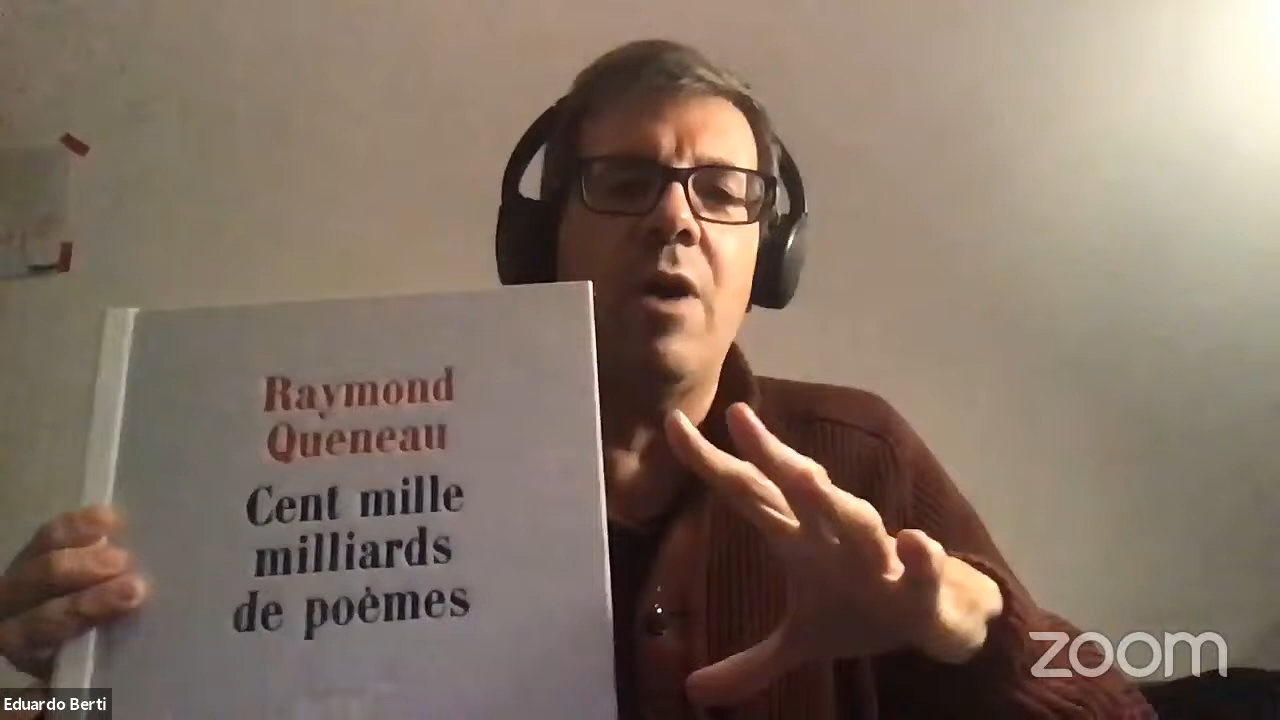 Raymond
Queneau
Cent mille
milliards
de poèmes
Eduardo Berti
zoom